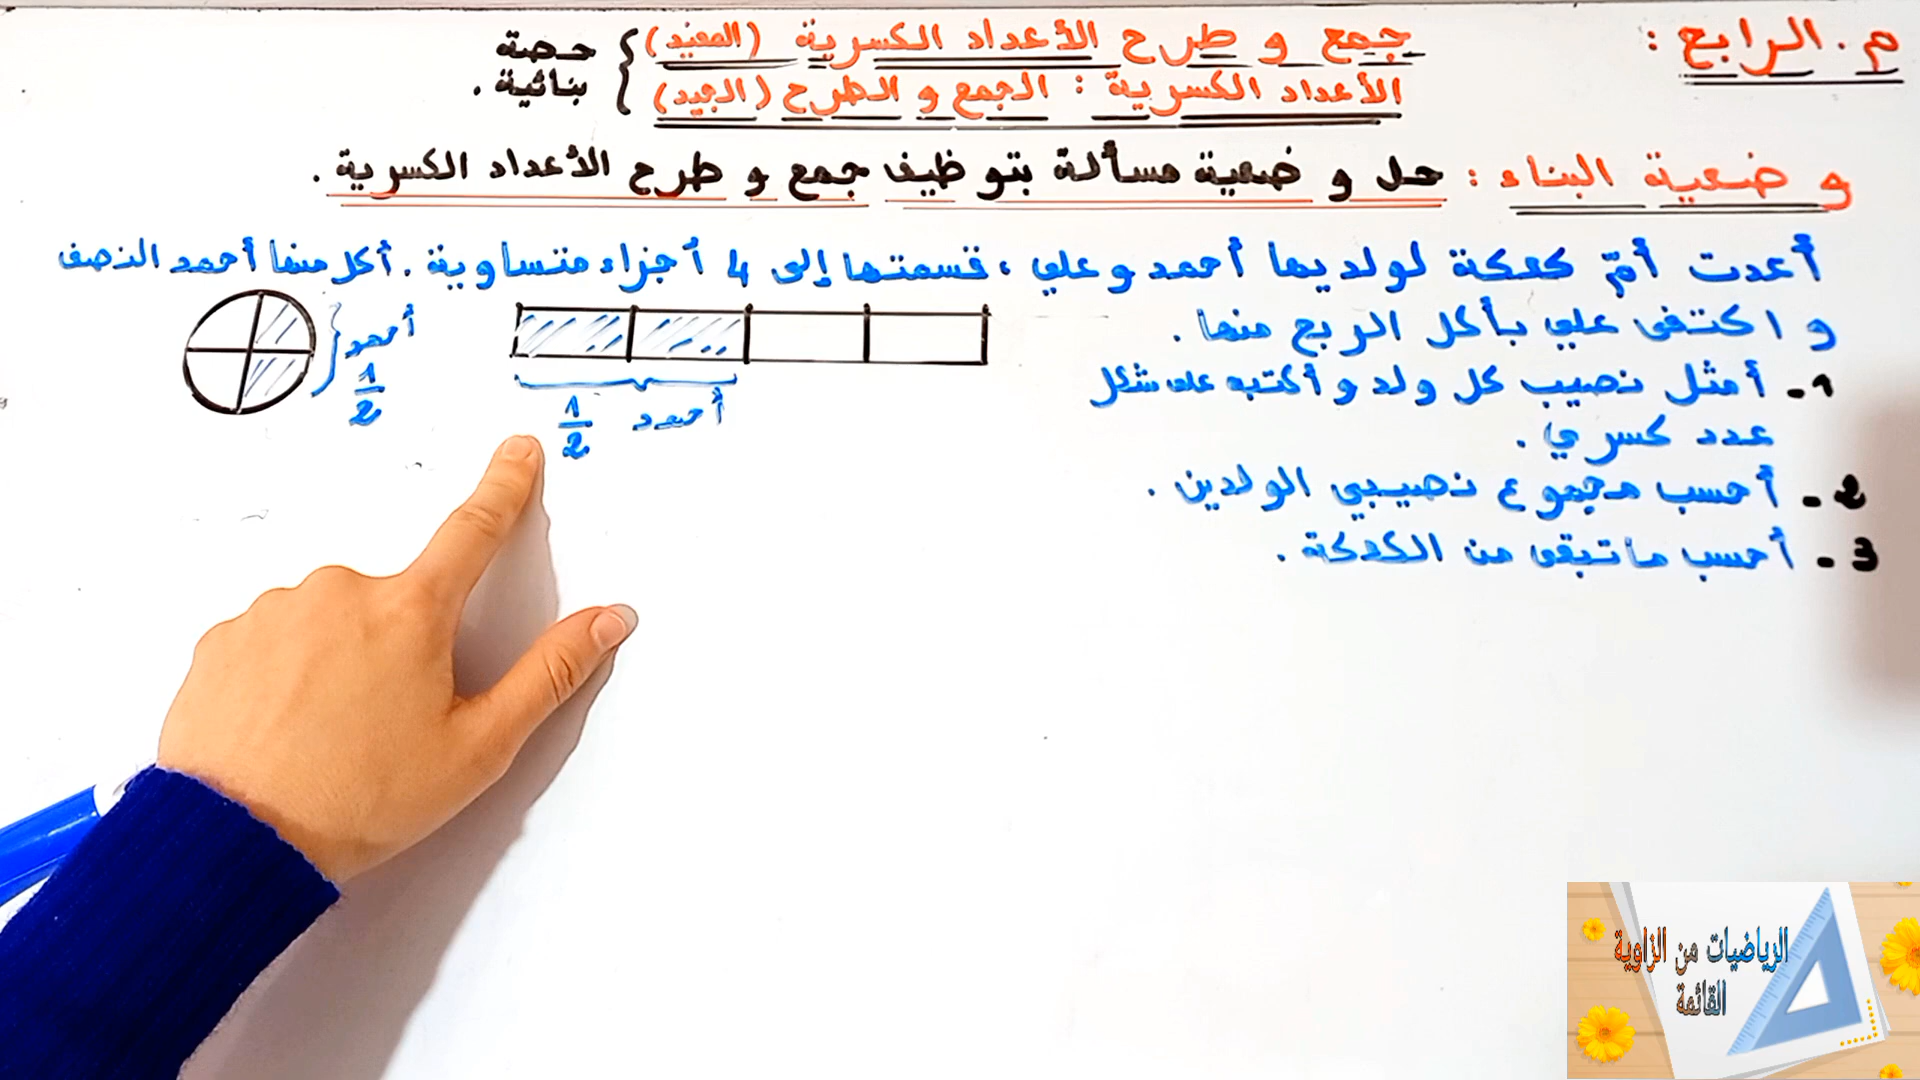 م. الرابع :
جمع و طرح الأعداد الكسرية (المفيد)
الأعداد الكسرية : الجمع و الطرح (الجيد)
حصة
بنائية .
وضعية البناء : حل وضعية مسألة بتوظيف جمع و طرح الأعداد الكسرية .
أعدت أمّ كعكة لولديها أحمد وعلي ، قسمتها إلى 4 أجزاء متساوية . أكل منها أحمد النصف
و اكتفى علي بأكل الربع منها .
1- أمثل نصيب كل ولد و أكتبه على شكل
عدد كسري .
2- أحسب مجموع نصيبي الولدين .
3- أحسب ما تبقى من الكعكة .
أحمد
1/2
أحمد 1/2
الرياضيات من الزاوية
القائمة